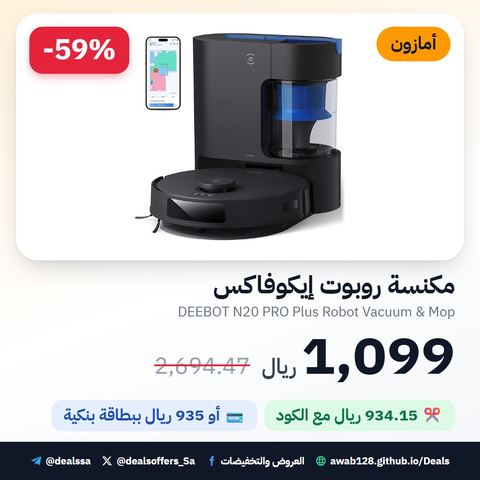 -59%
أمازون
مكنسة روبوت إيكوفاكس
DEEBOT N20 PRO Plus Robot Vacuum & Mop
1,099 ريال 2,694.47
934.15 ريال مع الكود
أو 935 ريال ببطاقة بنكية
@dealssa
@dealsoffers_Sa
العروض والتخفيضات
awab128.github.io/Deals